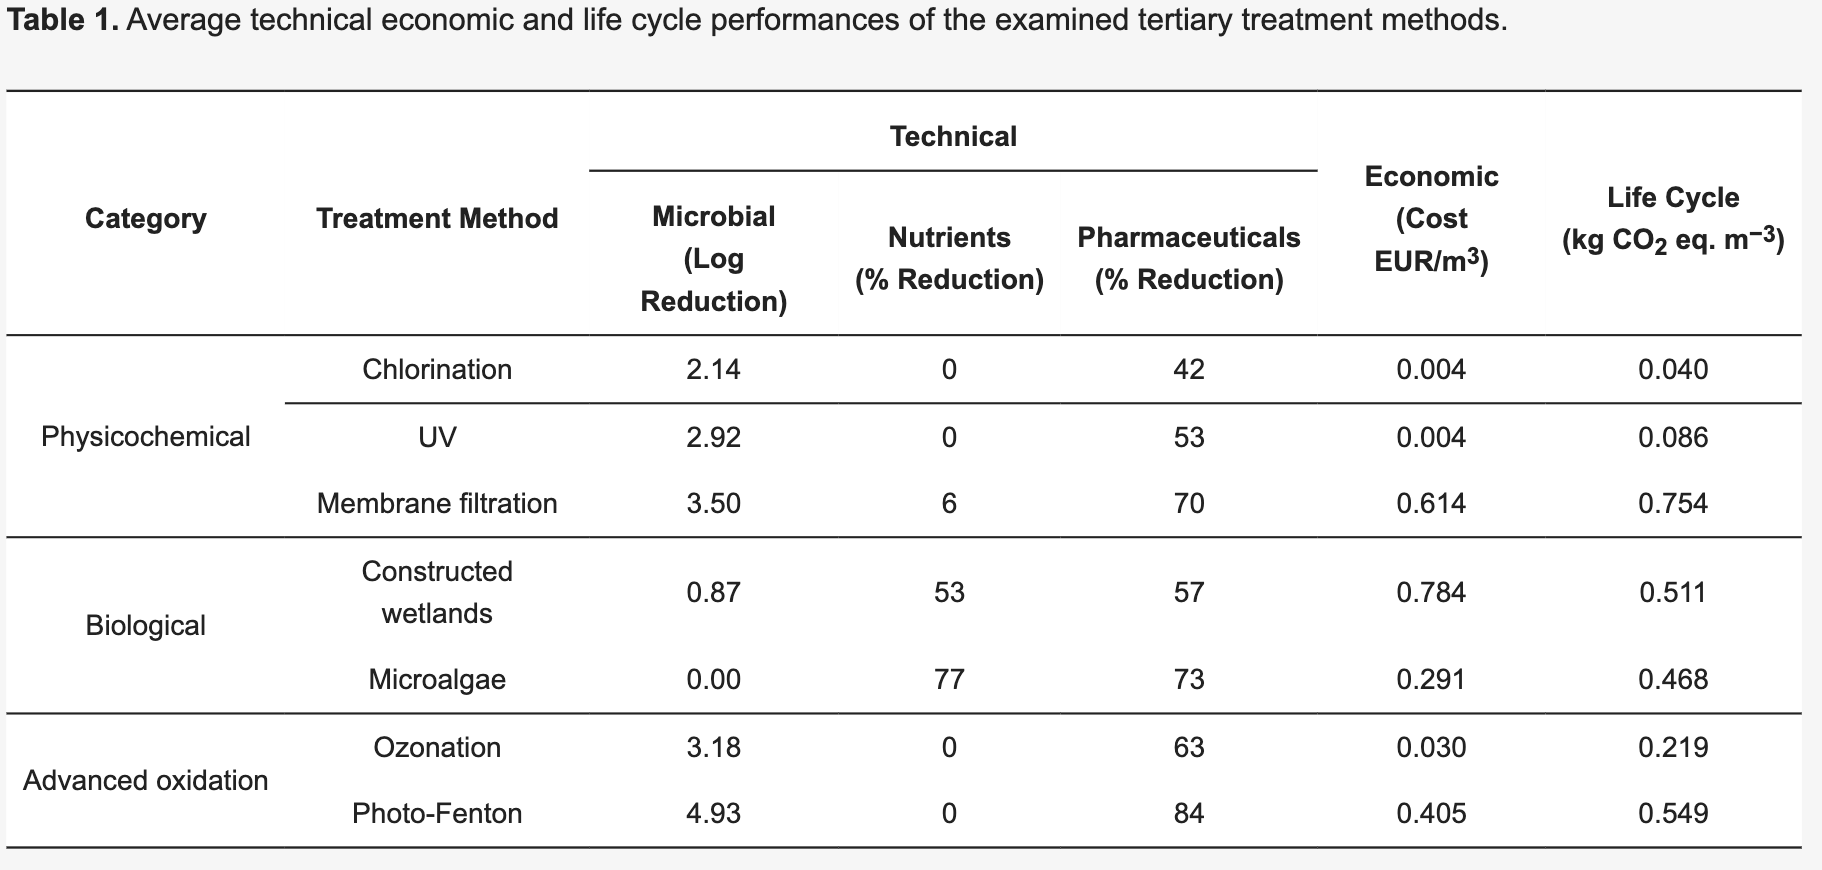 Table 1. Average technical economic and life cycle performances of the examined tertiary treatment methods.
Category
Treatment Method
Technical
Microbial
(Log
Reduction)
Nutrients
(% Reduction)
Pharmaceuticals
(% Reduction)
Economic
(Cost
EUR/m³)
Life Cycle
(kg CO₂ eq. m⁻³)
Physicochemical
Chlorination 2.14 0 42 0.004 0.040
UV 2.92 0 53 0.004 0.086
Membrane filtration 3.50 6 70 0.614 0.754
Biological
Constructed
wetlands 0.87 53 57 0.784 0.511
Microalgae 0.00 77 73 0.291 0.468
Advanced oxidation
Ozonation 3.18 0 63 0.030 0.219
Photo-Fenton 4.93 0 84 0.405 0.549